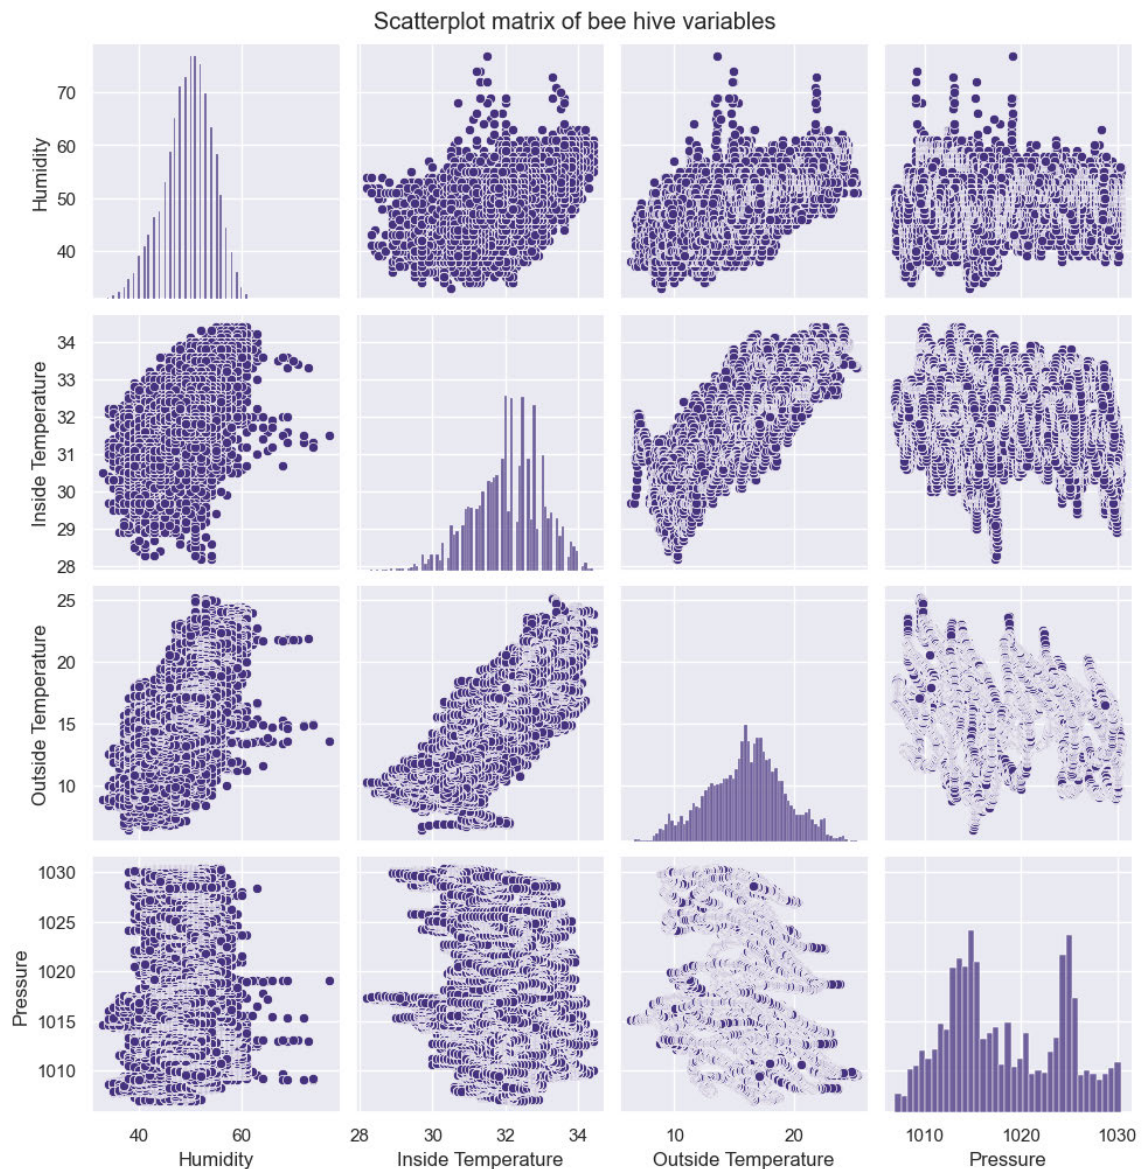 Scatterplot matrix of bee hive variables
70
60
50
40
Humidity
34
33
32
31
30
29
28
Inside Temperature
25
20
15
10
Outside Temperature
1030
1025
1020
1015
1010
Pressure
40 60
28 30 32 34
10 20
1010 1020 1030
Humidity
Inside Temperature
Outside Temperature
Pressure